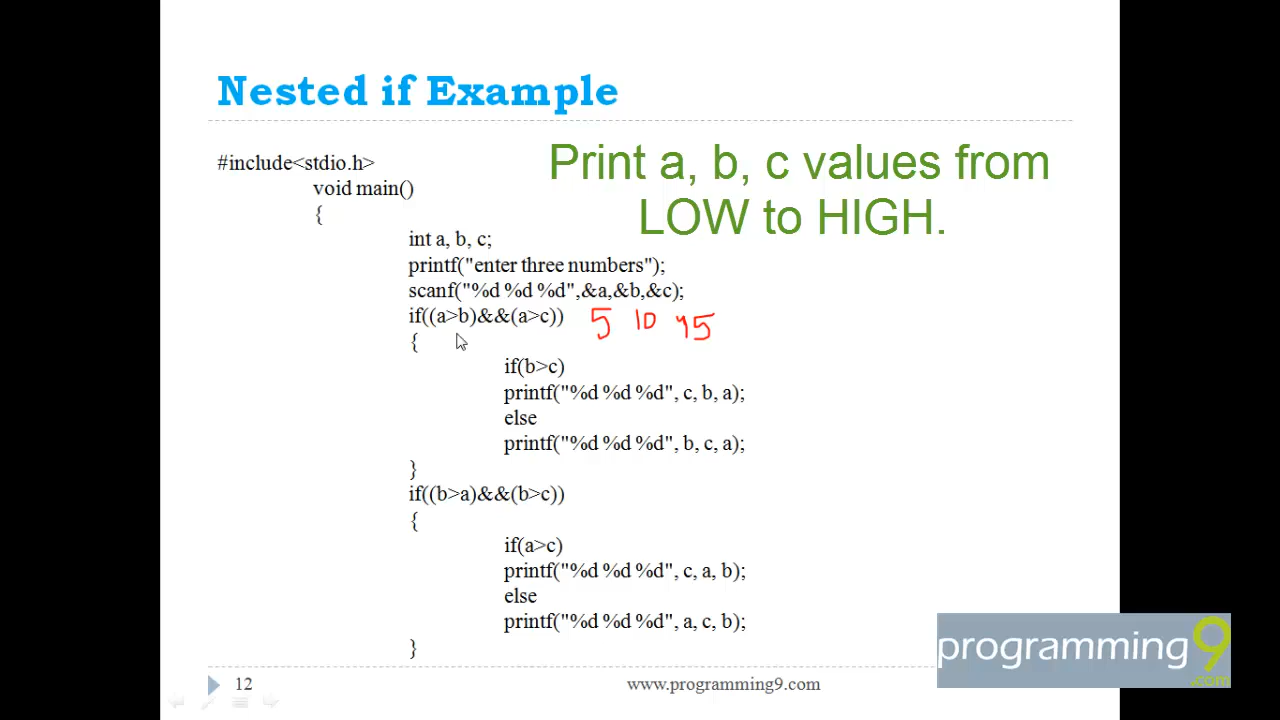 Nested if Example
Print a, b, c values from
LOW to HIGH.
#include<stdio.h>
void main()
{
int a, b, c;
printf("enter three numbers");
scanf("%d %d %d",&a,&b,&c);
if((a>b)&&(a>c)) 5 10 45
{
if(b>c)
printf("%d %d %d", c, b, a);
else
printf("%d %d %d", b, c, a);
}
if((b>a)&&(b>c))
{
if(a>c)
printf("%d %d %d", c, a, b);
else
printf("%d %d %d", a, c, b);
}
programming9
.com
12
www.programming9.com